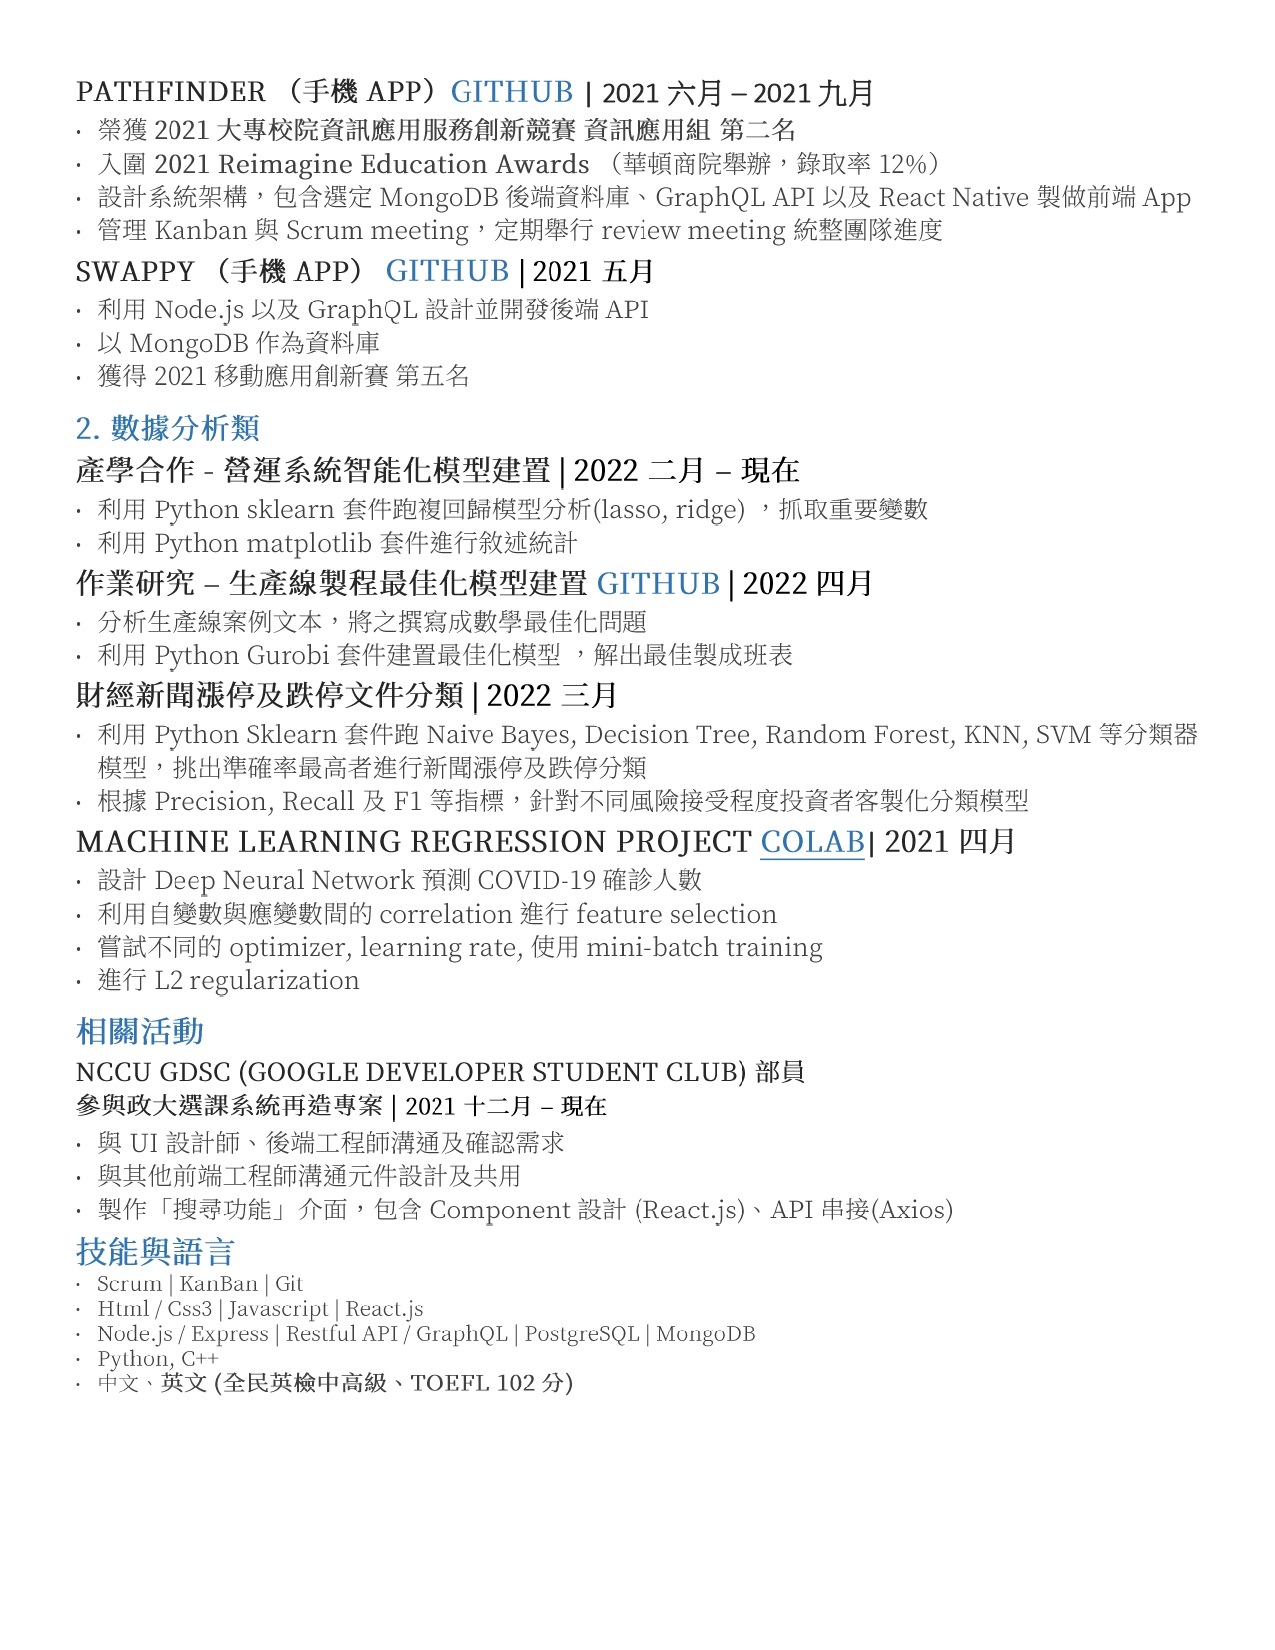 PATHFINDER （手機 APP）GITHUB | 2021 六月 – 2021 九月
· 榮獲 2021 大專校院資訊應用服務創新競賽 資訊應用組 第二名
· 入圍 2021 Reimagine Education Awards （華頓商院舉辦，錄取率 12%）
· 設計系統架構，包含選定 MongoDB 後端資料庫、GraphQL API 以及 React Native 製做前端 App
· 管理 Kanban 與 Scrum meeting，定期舉行 review meeting 統整團隊進度
SWAPPY （手機 APP） GITHUB | 2021 五月
· 利用 Node.js 以及 GraphQL 設計並開發後端 API
· 以 MongoDB 作為資料庫
· 獲得 2021 移動應用創新賽 第五名
2. 數據分析類
產學合作 - 營運系統智能化模型建置 | 2022 二月 – 現在
· 利用 Python sklearn 套件跑複回歸模型分析(lasso, ridge) ，抓取重要變數
· 利用 Python matplotlib 套件進行敘述統計
作業研究 – 生產線製程最佳化模型建置 GITHUB | 2022 四月
· 分析生產線案例文本，將之撰寫成數學最佳化問題
· 利用 Python Gurobi 套件建置最佳化模型 ，解出最佳製成班表
財經新聞漲停及跌停文件分類 | 2022 三月
· 利用 Python Sklearn 套件跑 Naive Bayes, Decision Tree, Random Forest, KNN, SVM 等分類器
模型，挑出準確率最高者進行新聞漲停及跌停分類
· 根據 Precision, Recall 及 F1 等指標，針對不同風險接受程度投資者客製化分類模型
MACHINE LEARNING REGRESSION PROJECT COLAB| 2021 四月
· 設計 Deep Neural Network 預測 COVID-19 確診人數
· 利用自變數與應變數間的 correlation 進行 feature selection
· 嘗試不同的 optimizer, learning rate, 使用 mini-batch training
· 進行 L2 regularization
相關活動
NCCU GDSC (GOOGLE DEVELOPER STUDENT CLUB) 部員
參與政大選課系統再造專案 | 2021 十二月 – 現在
· 與 UI 設計師、後端工程師溝通及確認需求
· 與其他前端工程師溝通元件設計及共用
· 製作「搜尋功能」介面，包含 Component 設計 (React.js)、API 串接(Axios)
技能與語言
· Scrum | KanBan | Git
· Html / Css3 | Javascript | React.js
· Node.js / Express | Restful API / GraphQL | PostgreSQL | MongoDB
· Python, C++
· 中文、英文 (全民英檢中高級、TOEFL 102 分)